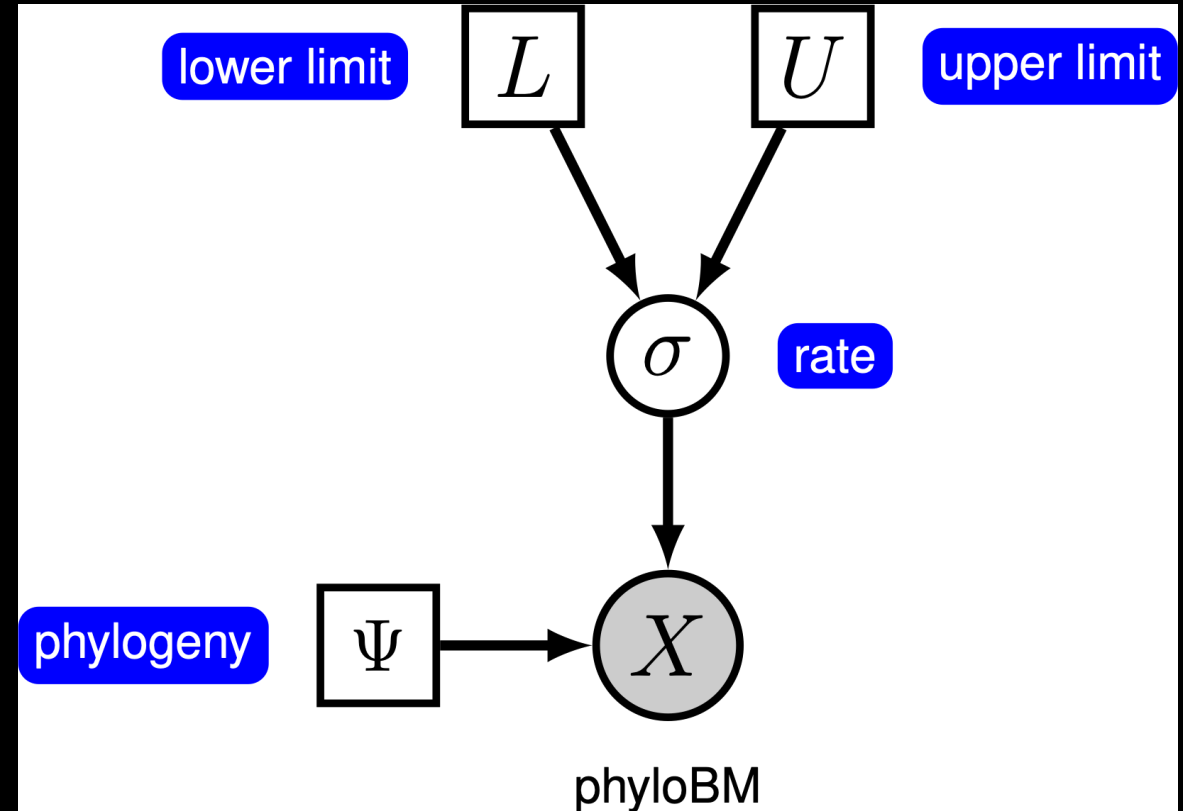 lower limit
L
U
upper limit
σ
rate
phylogeny
Ψ
X
phyloBM